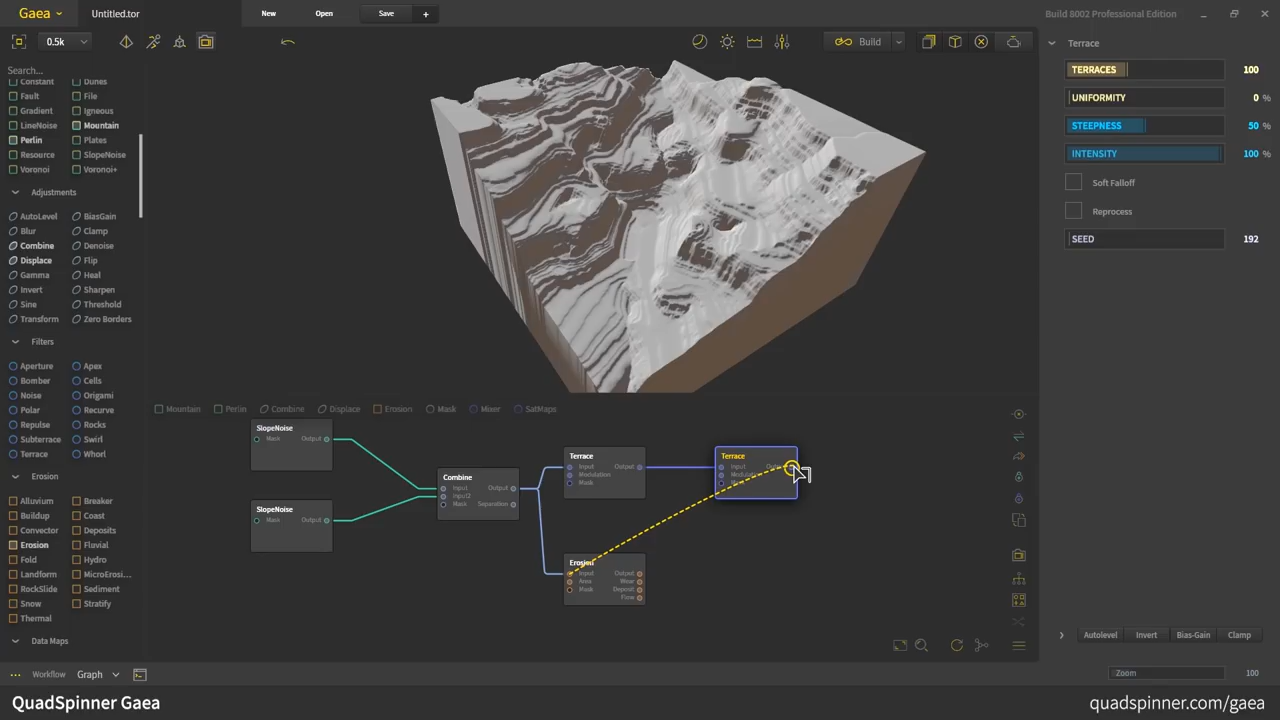 Gaea
Untitled.tor
New
Open
Save
+
Build 8002 Professional Edition
0.5k
Build
Terrace
Search...
Constant
Dunes
Fault
File
Gradient
Igneous
LineNoise
Mountain
Perlin
Plates
Resource
SlopeNoise
Voronoi
Voronoi+
Adjustments
AutoLevel
BiasGain
Blur
Clamp
Combine
Denoise
Displace
Flip
Gamma
Heal
Invert
Sharpen
Sine
Threshold
Transform
Zero Borders
Filters
Aperture
Apex
Bomber
Cells
Noise
Origami
Polar
Recurve
Repulse
Rocks
Subterrace
Swirl
Terrace
Whorl
Erosion
Alluvium
Breaker
Buildup
Coast
Convector
Deposits
Erosion
Fluvial
Fold
Hydro
Landform
MicroErosi...
RockSlide
Sediment
Snow
Stratify
Thermal
Data Maps
TERRACES 100
UNIFORMITY 0 %
STEEPNESS 50 %
INTENSITY 100 %
Soft Falloff
Reprocess
SEED 192
Mountain
Perlin
Combine
Displace
Erosion
Mask
Mixer
SatMaps
SlopeNoise
Mask Output
SlopeNoise
Mask Output
Combine
Input Output
Input2
Mask Separation
Terrace
Input Output
Modulation
Mask
Terrace
Input
Erosion
Input Output
Area Wear
Mask Deposit
Flow
Autolevel
Invert
Bias-Gain
Clamp
Workflow Graph
Zoom 100
QuadSpinner Gaea
quadspinner.com/gaea